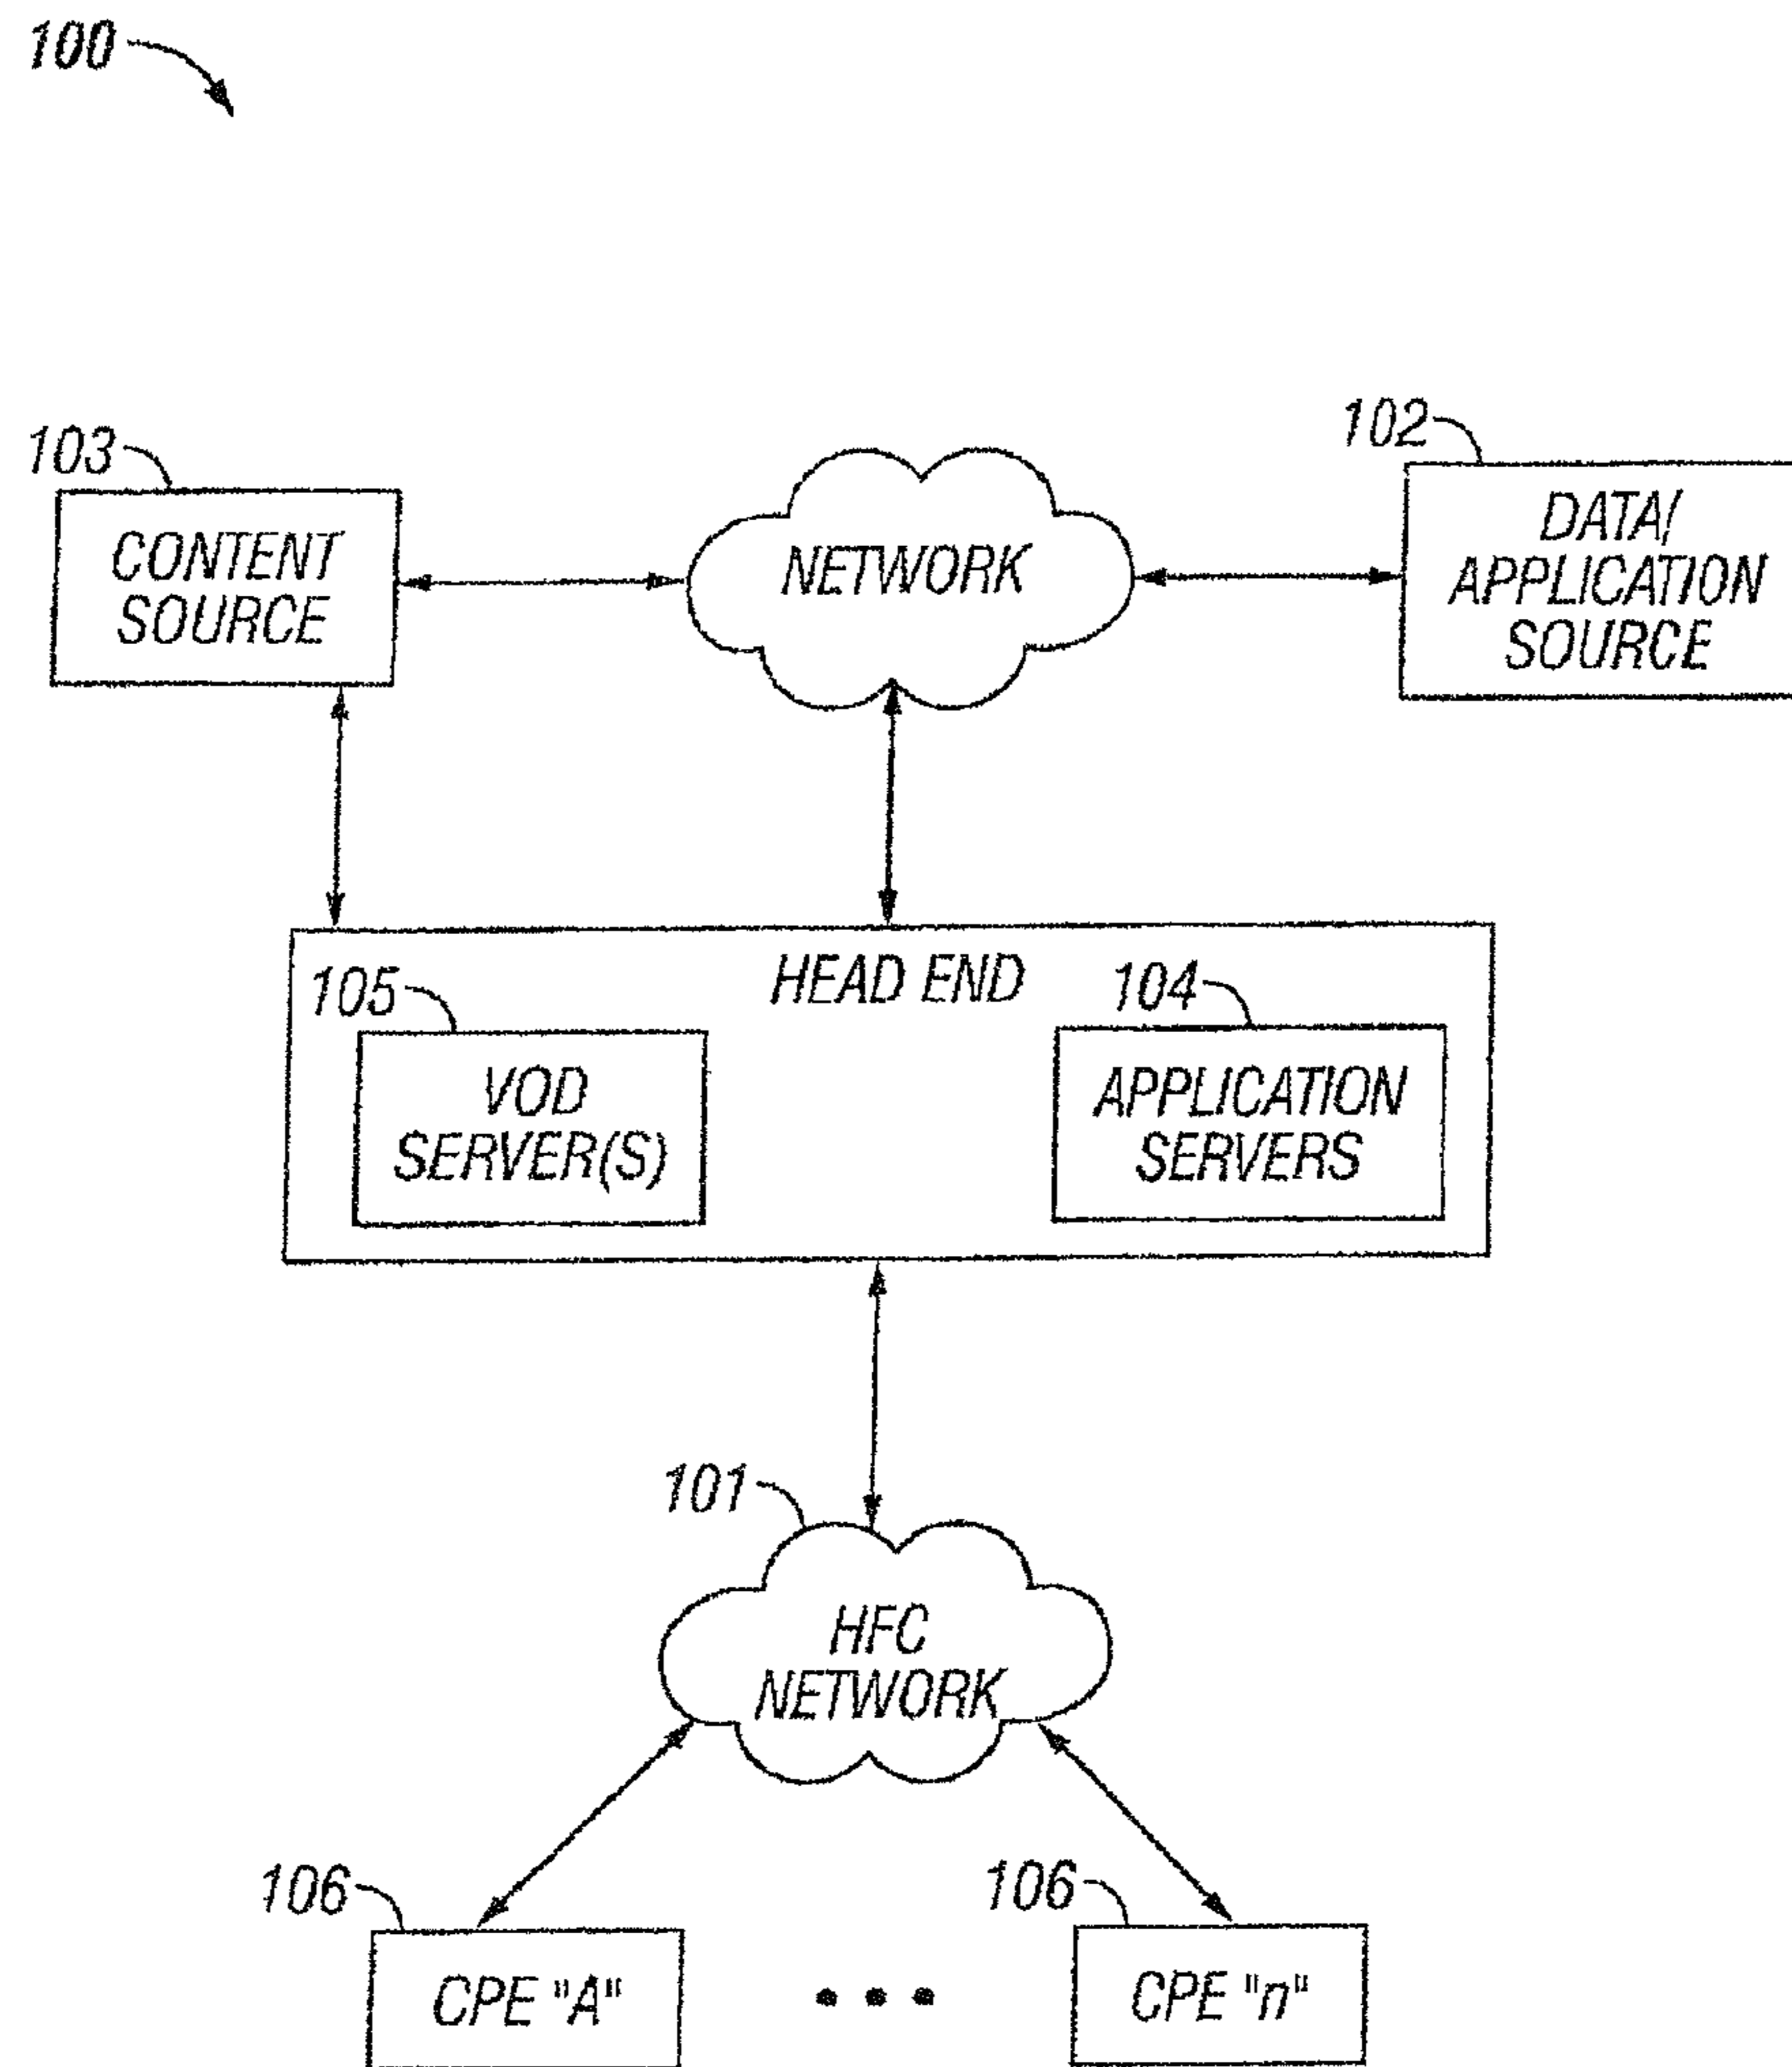 100
103
CONTENT
SOURCE
NETWORK
102
DATA/
APPLICATION
SOURCE
HEAD END
105
VOD
SERVER(S)
104
APPLICATION
SERVERS
101
HFC
NETWORK
106
CPE "A"
• • •
106
CPE "n"